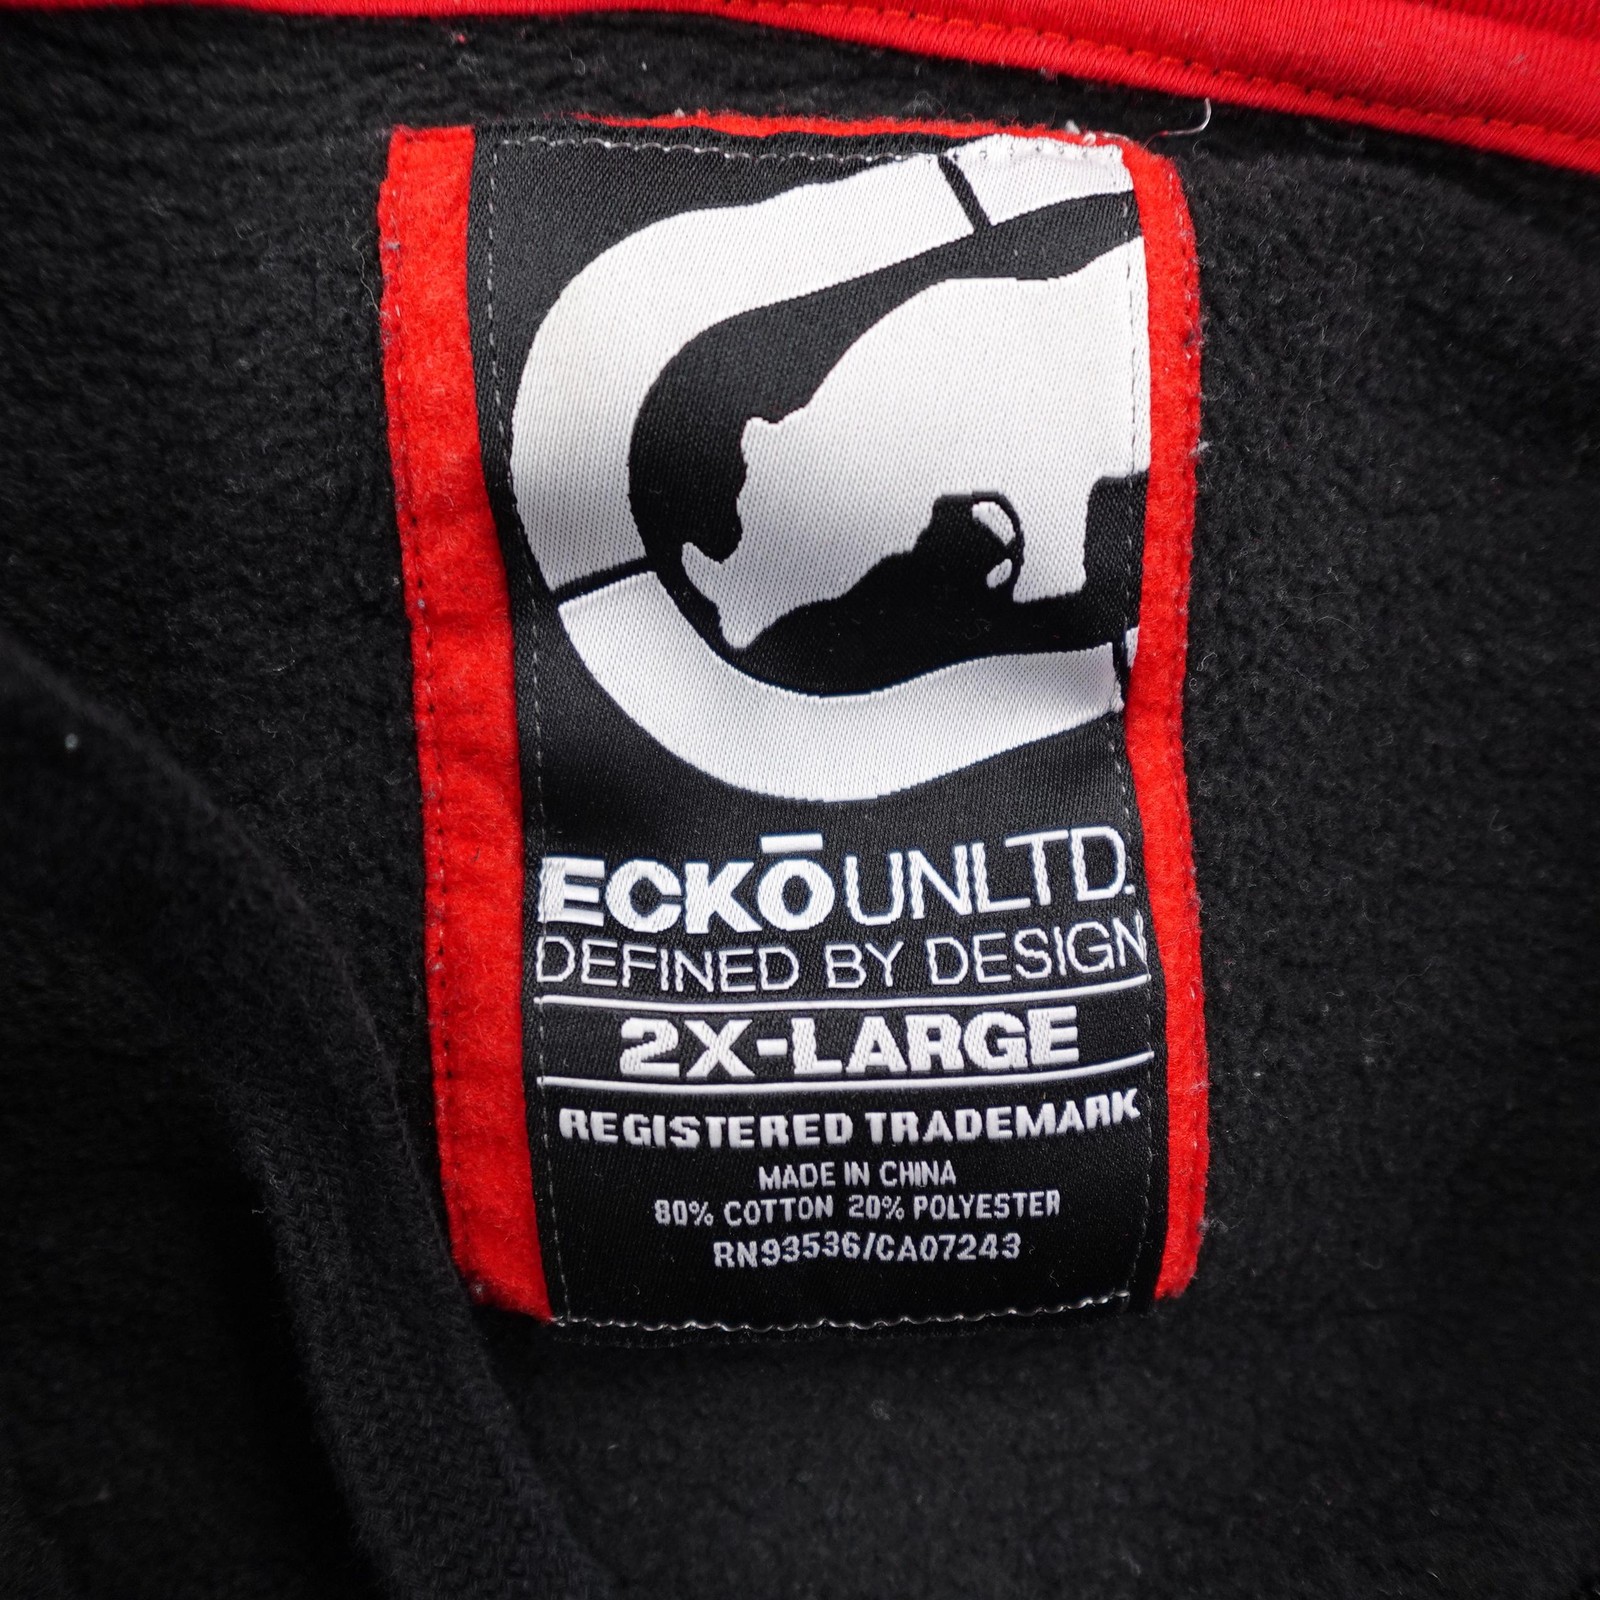 ECKŌ UNLTD.
DEFINED BY DESIGN
2X-LARGE
REGISTERED TRADEMARK
MADE IN CHINA
80% COTTON 20% POLYESTER
RN93536/CA07243